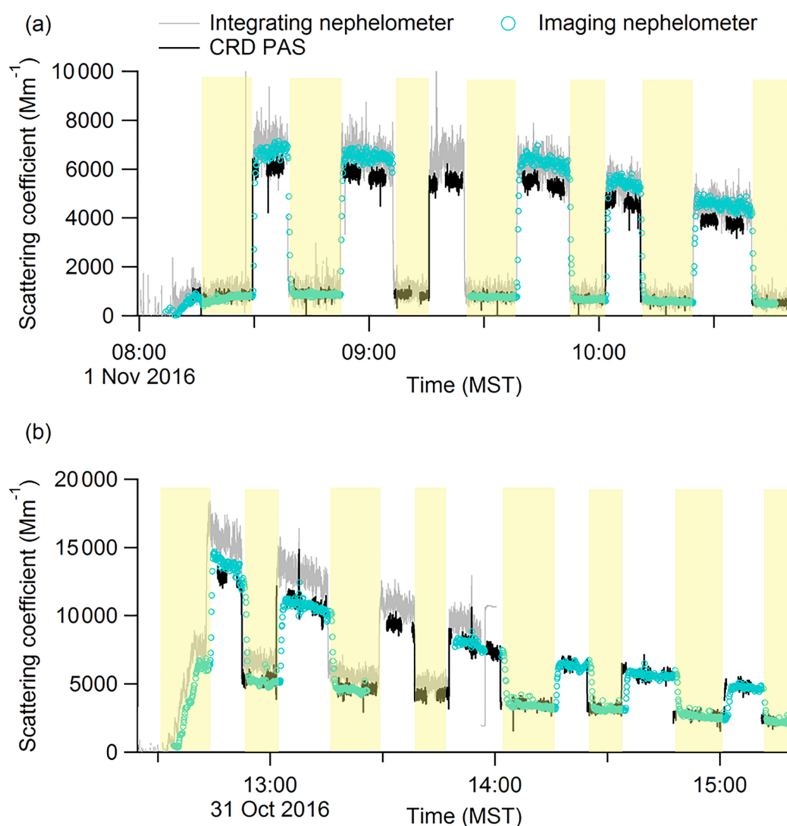 (a)
Integrating nephelometer Imaging nephelometer
CRD PAS
Scattering coefficient (Mm⁻¹)
10 000
8000
6000
4000
2000
0
08:00 09:00 10:00
1 Nov 2016
Time (MST)
(b)
Scattering coefficient (Mm⁻¹)
20 000
15 000
10 000
5000
0
13:00 14:00 15:00
31 Oct 2016
Time (MST)